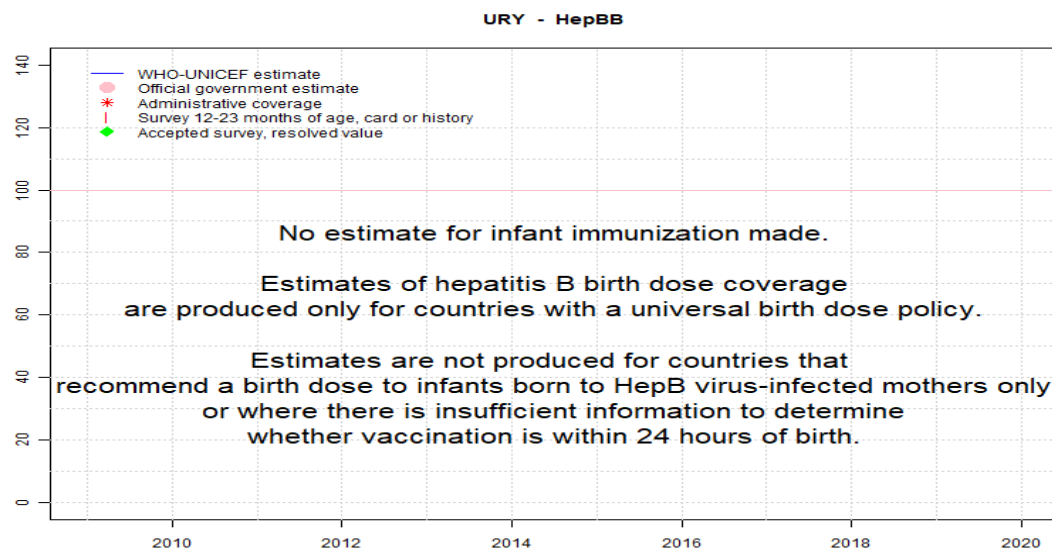 URY - HepBB
WHO-UNICEF estimate
Official government estimate
Administrative coverage
Survey 12-23 months of age, card or history
Accepted survey, resolved value
140
120
100
80
60
40
20
0
No estimate for infant immunization made.
Estimates of hepatitis B birth dose coverage
are produced only for countries with a universal birth dose policy.
Estimates are not produced for countries that
recommend a birth dose to infants born to HepB virus-infected mothers only
or where there is insufficient information to determine
whether vaccination is within 24 hours of birth.
2010 2012 2014 2016 2018 2020